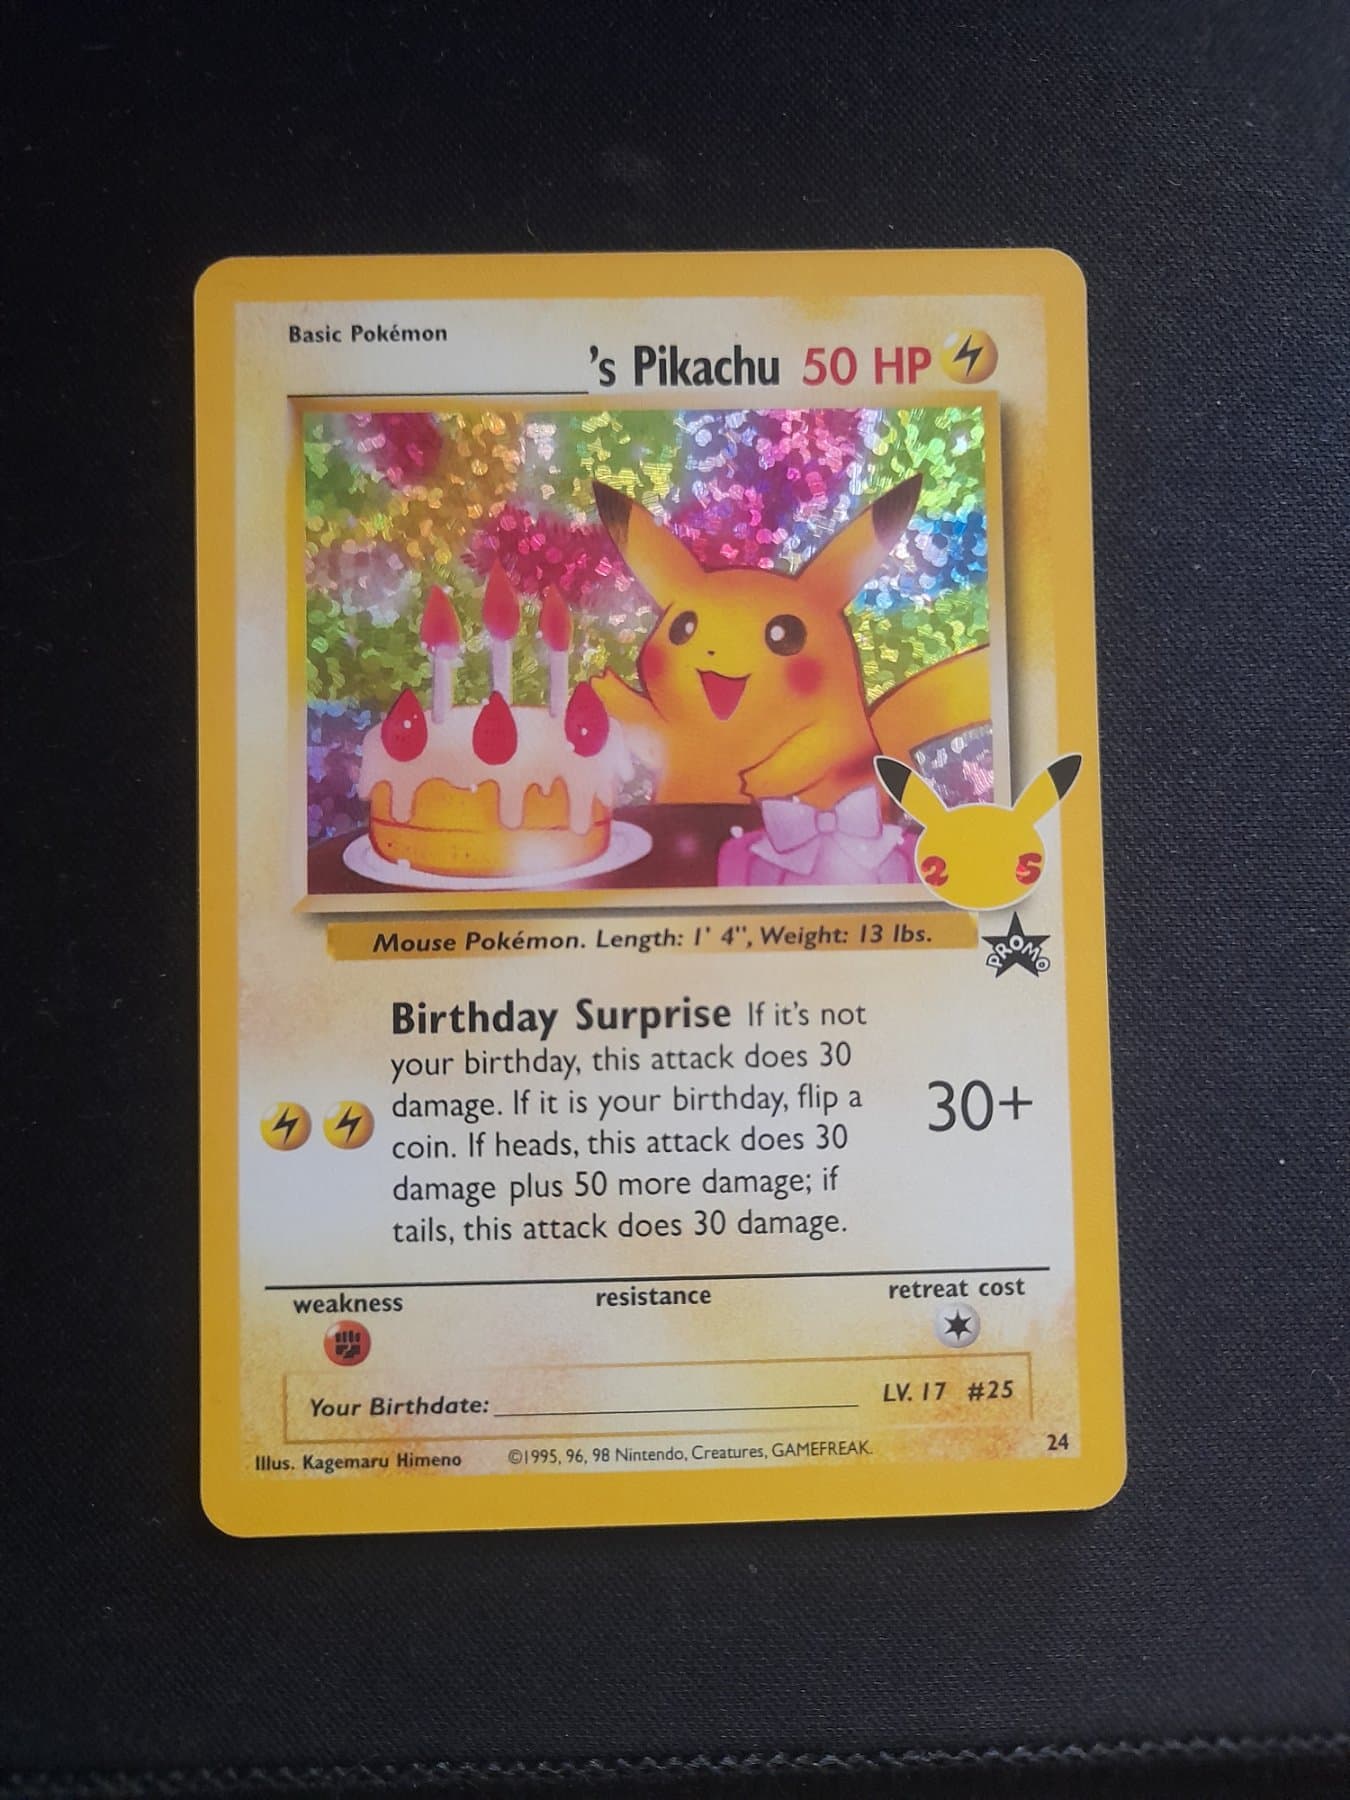 Basic Pokémon
's Pikachu 50 HP
25
Mouse Pokémon. Length: 1' 4", Weight: 13 lbs.
PROMO
Birthday Surprise If it's not
your birthday, this attack does 30
damage. If it is your birthday, flip a
coin. If heads, this attack does 30
damage plus 50 more damage; if
tails, this attack does 30 damage.
30+
weakness resistance retreat cost
Your Birthdate: LV. 17 #25
Illus. Kagemaru Himeno ©1995, 96, 98 Nintendo, Creatures, GAMEFREAK. 24